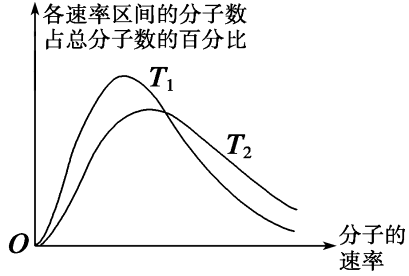 各速率区间的分子数
占总分子数的百分比
T₁
T₂
O
分子的
速率